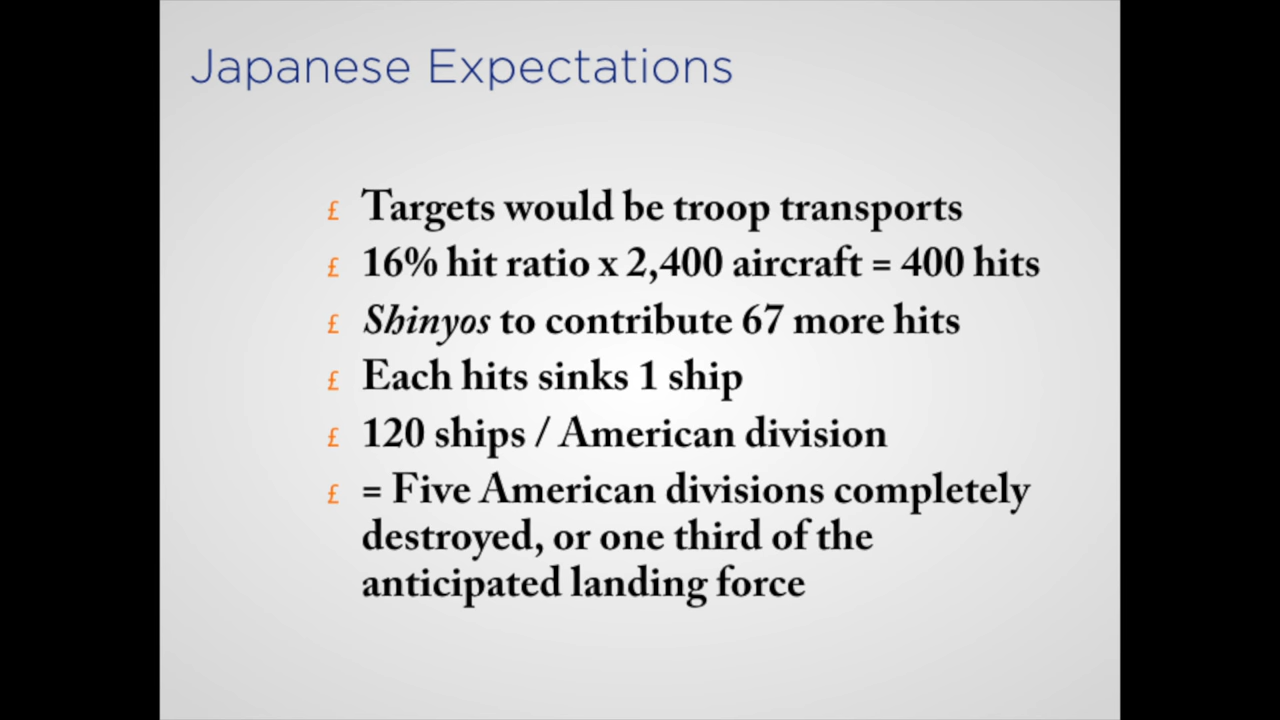 Japanese Expectations
£ Targets would be troop transports
£ 16% hit ratio x 2,400 aircraft = 400 hits
£ Shinyos to contribute 67 more hits
£ Each hits sinks 1 ship
£ 120 ships / American division
£ = Five American divisions completely
destroyed, or one third of the
anticipated landing force